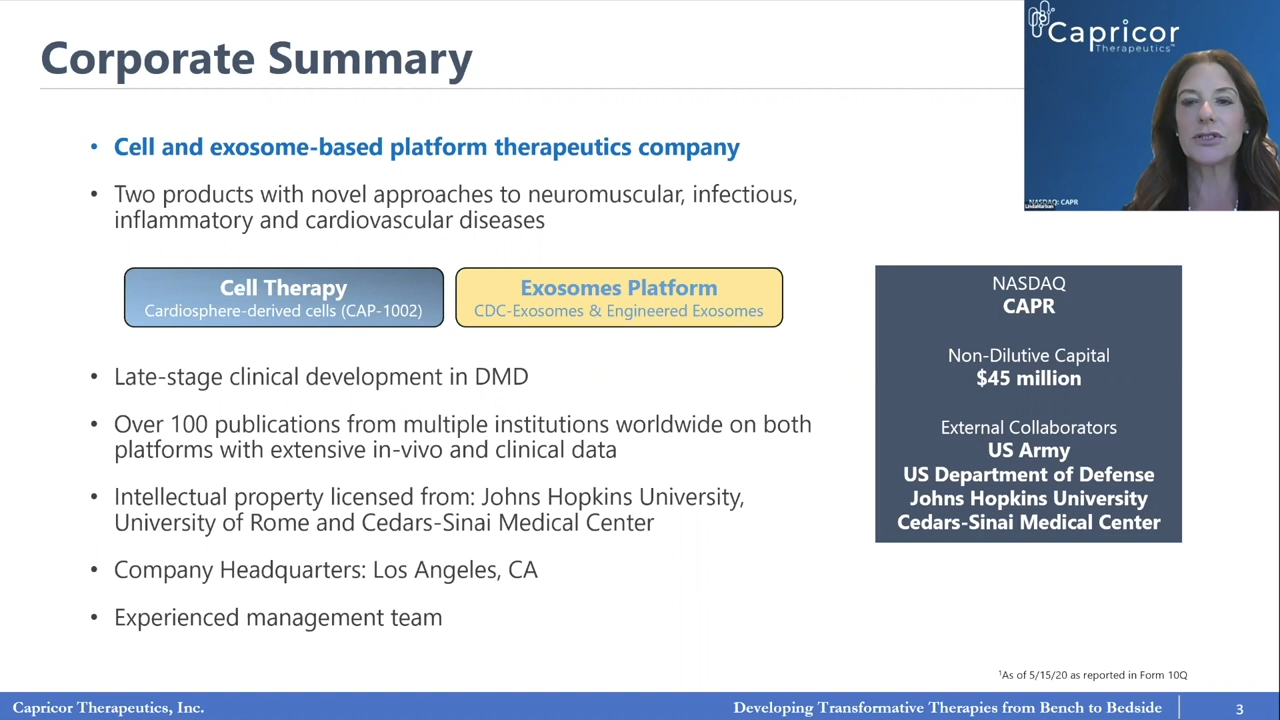 Corporate Summary
• Cell and exosome-based platform therapeutics company
• Two products with novel approaches to neuromuscular, infectious,
inflammatory and cardiovascular diseases
Cell Therapy
Cardiosphere-derived cells (CAP-1002)
Exosomes Platform
CDC-Exosomes & Engineered Exosomes
• Late-stage clinical development in DMD
• Over 100 publications from multiple institutions worldwide on both
platforms with extensive in-vivo and clinical data
• Intellectual property licensed from: Johns Hopkins University,
University of Rome and Cedars-Sinai Medical Center
• Company Headquarters: Los Angeles, CA
• Experienced management team
Capricor
Therapeutics™
NASDAQ: CAPR
NASDAQ
CAPR
Non-Dilutive Capital
$45 million
External Collaborators
US Army
US Department of Defense
Johns Hopkins University
Cedars-Sinai Medical Center
¹As of 5/15/20 as reported in Form 10Q
Capricor Therapeutics, Inc.
Developing Transformative Therapies from Bench to Bedside
3